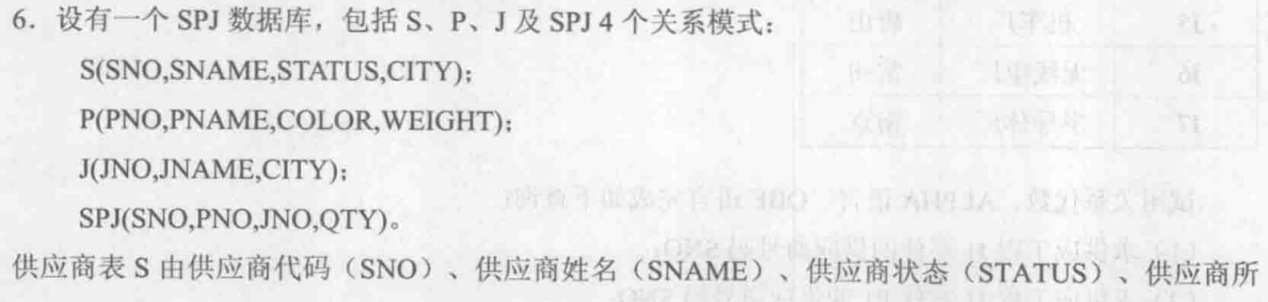 6. 设有一个 SPJ 数据库，包括 S、P、J 及 SPJ 4 个关系模式：
S(SNO,SNAME,STATUS,CITY);
P(PNO,PNAME,COLOR,WEIGHT);
J(JNO,JNAME,CITY);
SPJ(SNO,PNO,JNO,QTY)。
供应商表 S 由供应商代码（SNO）、供应商姓名（SNAME）、供应商状态（STATUS）、供应商所